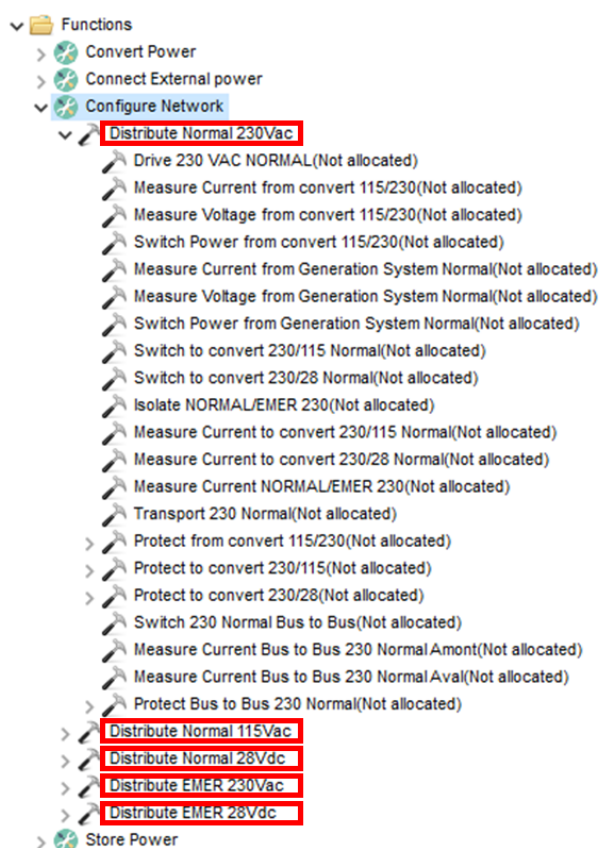 Functions
Convert Power
Connect External power
Configure Network
Distribute Normal 230Vac
Drive 230 VAC NORMAL(Not allocated)
Measure Current from convert 115/230(Not allocated)
Measure Voltage from convert 115/230(Not allocated)
Switch Power from convert 115/230(Not allocated)
Measure Current from Generation System Normal(Not allocated)
Measure Voltage from Generation System Normal(Not allocated)
Switch Power from Generation System Normal(Not allocated)
Switch to convert 230/115 Normal(Not allocated)
Switch to convert 230/28 Normal(Not allocated)
Isolate NORMAL/EMER 230(Not allocated)
Measure Current to convert 230/115 Normal(Not allocated)
Measure Current to convert 230/28 Normal(Not allocated)
Measure Current NORMAL/EMER 230(Not allocated)
Transport 230 Normal(Not allocated)
Protect from convert 115/230(Not allocated)
Protect to convert 230/115(Not allocated)
Protect to convert 230/28(Not allocated)
Switch 230 Normal Bus to Bus(Not allocated)
Measure Current Bus to Bus 230 Normal Amont(Not allocated)
Measure Current Bus to Bus 230 Normal Aval(Not allocated)
Protect Bus to Bus 230 Normal(Not allocated)
Distribute Normal 115Vac
Distribute Normal 28Vdc
Distribute EMER 230Vac
Distribute EMER 28Vdc
Store Power